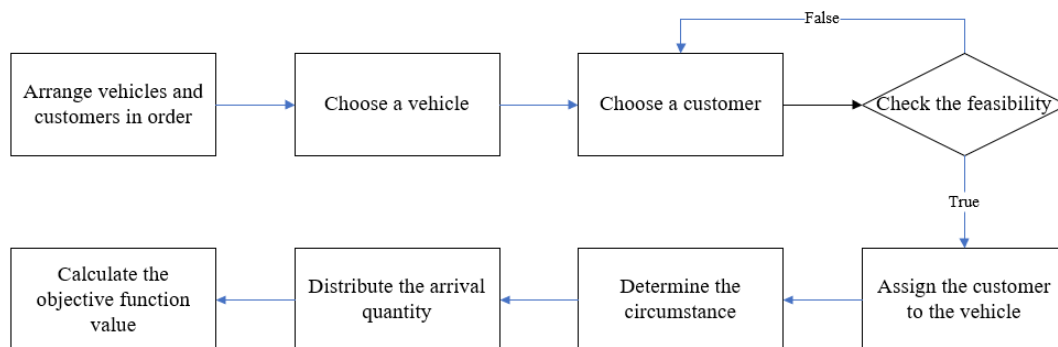 False
Arrange vehicles and
customers in order
Choose a vehicle
Choose a customer
Check the feasibility
True
Calculate the
objective function
value
Distribute the arrival
quantity
Determine the
circumstance
Assign the customer
to the vehicle